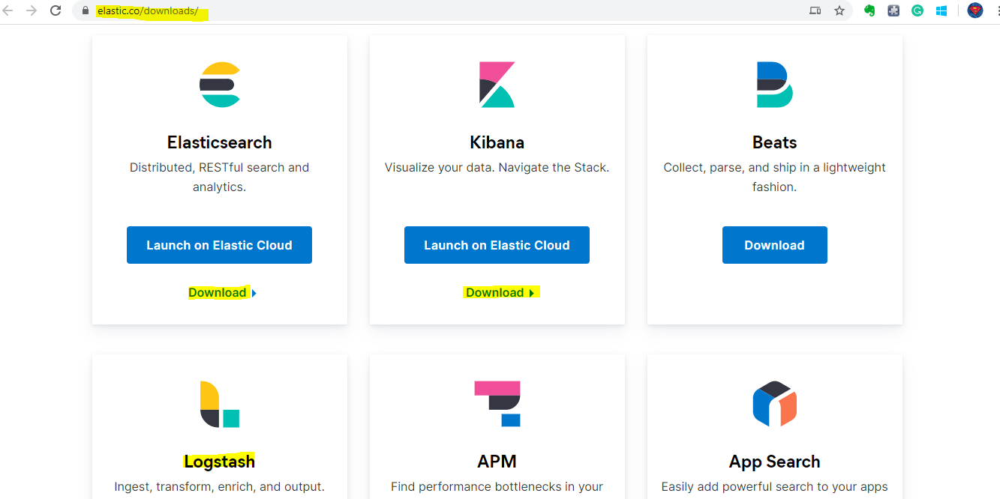 elastic.co/downloads/
Elasticsearch
Distributed, RESTful search and
analytics.
Launch on Elastic Cloud
Download
Kibana
Visualize your data. Navigate the Stack.
Launch on Elastic Cloud
Download
Beats
Collect, parse, and ship in a lightweight
fashion.
Download
Logstash
Ingest, transform, enrich, and output.
APM
Find performance bottlenecks in your
App Search
Easily add powerful search to your apps